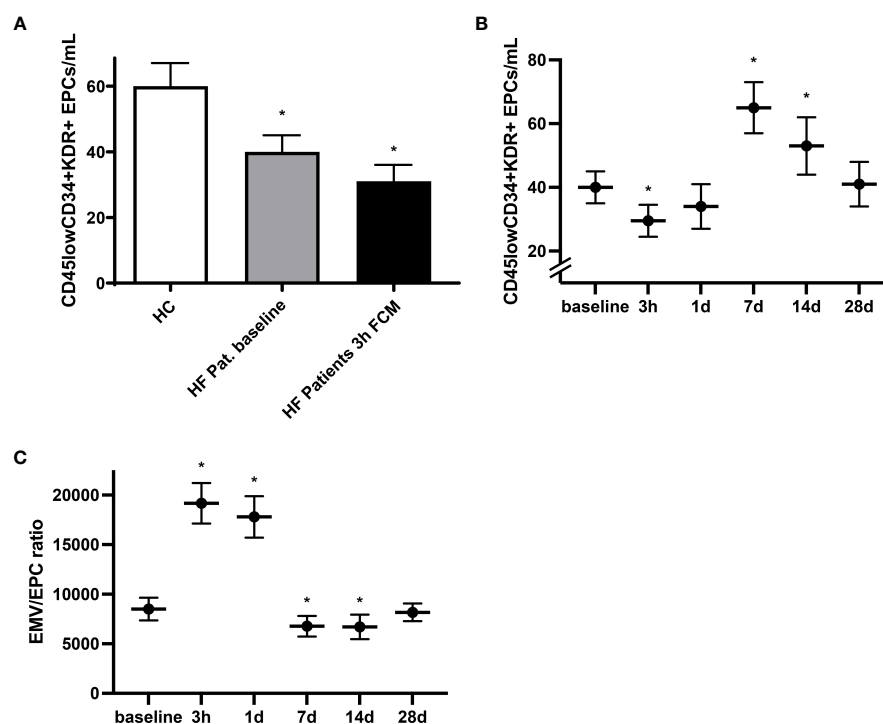 A
CD45lowCD34+KDR+ EPCs/mL
60
40
20
0
*
*
HC
HF Pat. baseline
HF Patients 3h FCM
B
CD45lowCD34+KDR+ EPCs/mL
80
60
40
20
*
*
*
baseline 3h 1d 7d 14d 28d
C
EMV/EPC ratio
20000
15000
10000
5000
0
*
*
*
*
baseline 3h 1d 7d 14d 28d